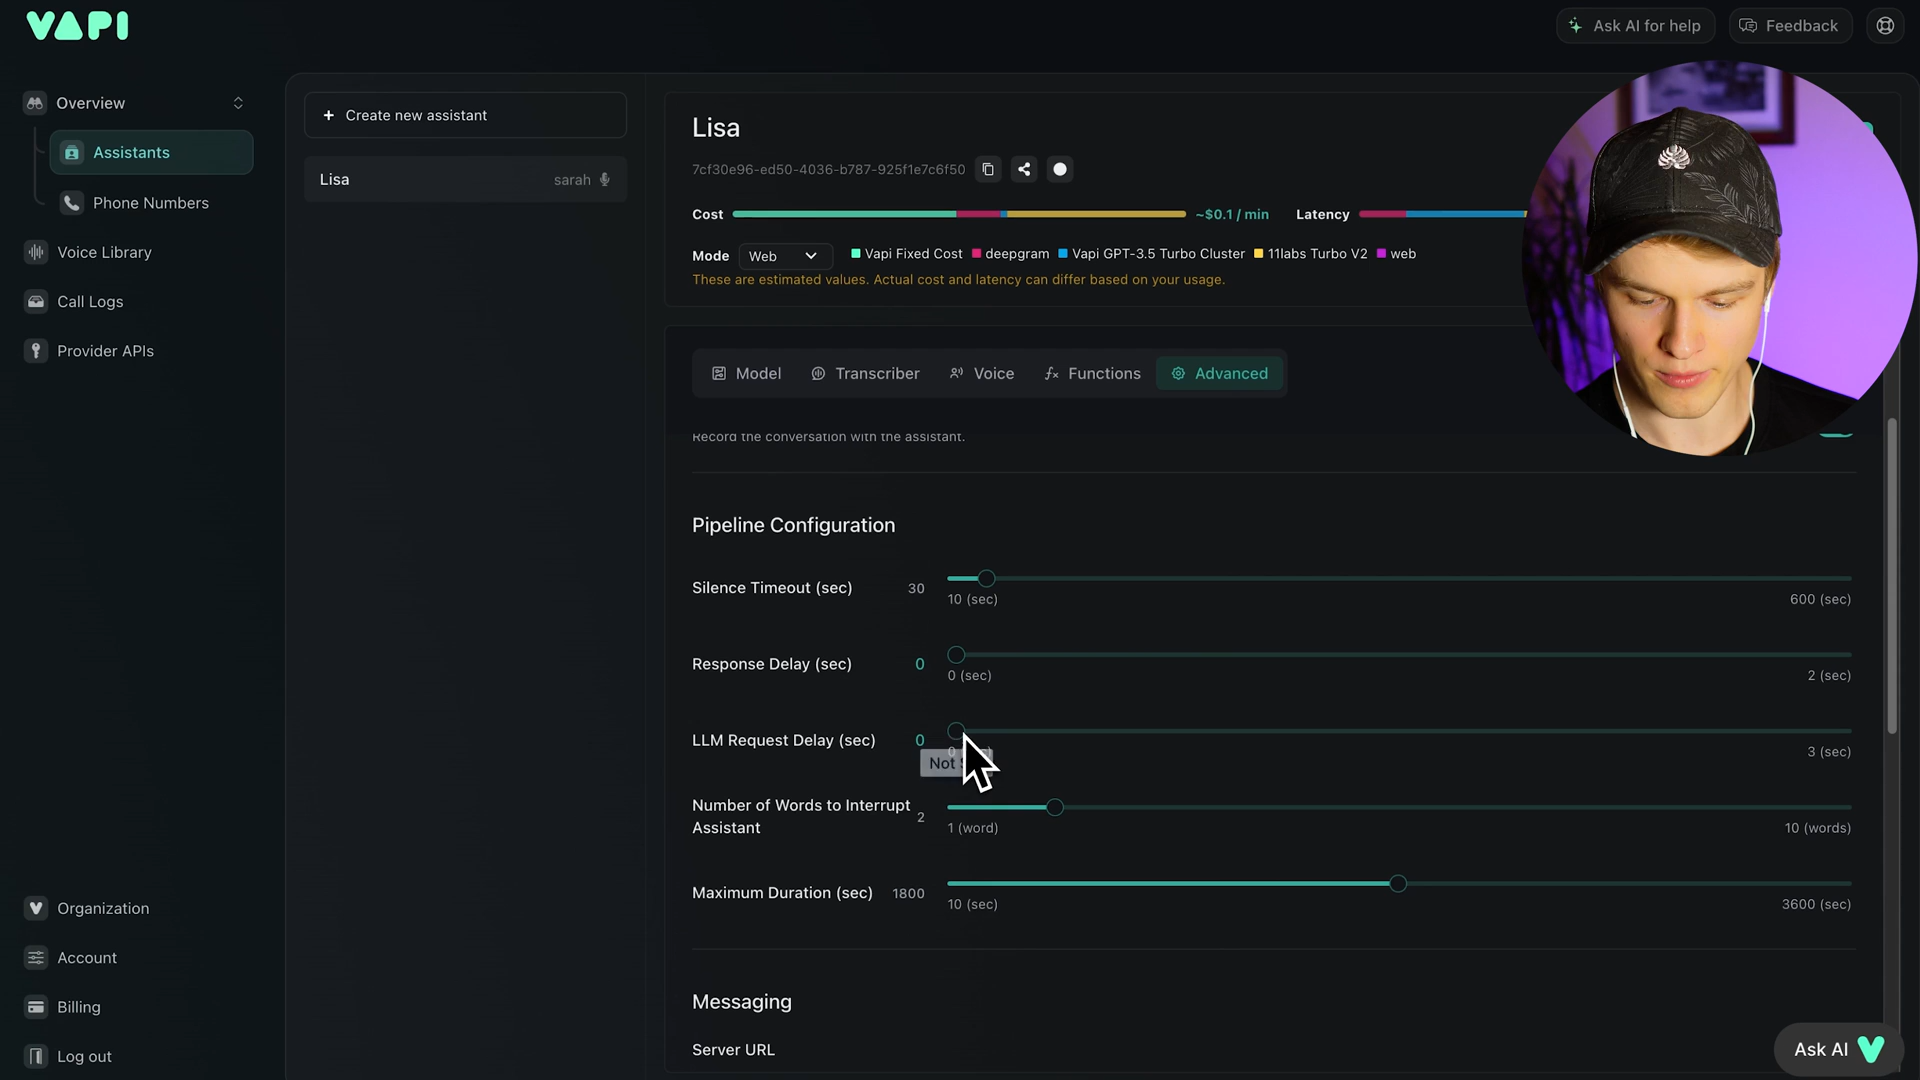 VAPI
Ask AI for help
Feedback
Overview
Assistants
Phone Numbers
Voice Library
Call Logs
Provider APIs
Organization
Account
Billing
Log out
+ Create new assistant
Lisa
sarah
Lisa
7cf30e96-ed50-4036-b787-925f1e7c6f50
Cost
~$0.1 / min
Latency
Mode
Web
Vapi Fixed Cost
deepgram
Vapi GPT-3.5 Turbo Cluster
11labs Turbo V2
web
These are estimated values. Actual cost and latency can differ based on your usage.
Model
Transcriber
Voice
Functions
Advanced
Record the conversation with the assistant.
Pipeline Configuration
Silence Timeout (sec)
30
10 (sec)
600 (sec)
Response Delay (sec)
0
0 (sec)
2 (sec)
LLM Request Delay (sec)
0
3 (sec)
Not
Number of Words to Interrupt
Assistant
2
1 (word)
10 (words)
Maximum Duration (sec)
1800
10 (sec)
3600 (sec)
Messaging
Server URL
Ask AI